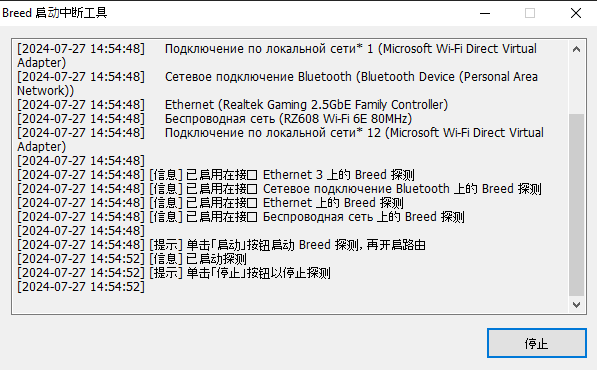 Breed 启动中断工具
[2024-07-27 14:54:48] Подключение по локальной сети* 1 (Microsoft Wi-Fi Direct Virtual
Adapter)
[2024-07-27 14:54:48] Сетевое подключение Bluetooth (Bluetooth Device (Personal Area
Network))
[2024-07-27 14:54:48] Ethernet (Realtek Gaming 2.5GbE Family Controller)
[2024-07-27 14:54:48] Беспроводная сеть (RZ608 Wi-Fi 6E 80MHz)
[2024-07-27 14:54:48] Подключение по локальной сети* 12 (Microsoft Wi-Fi Direct Virtual
Adapter)
[2024-07-27 14:54:48]
[2024-07-27 14:54:48] [信息] 已启用在接口 Ethernet 3 上的 Breed 探测
[2024-07-27 14:54:48] [信息] 已启用在接口 Сетевое подключение Bluetooth 上的 Breed 探测
[2024-07-27 14:54:48] [信息] 已启用在接口 Ethernet 上的 Breed 探测
[2024-07-27 14:54:48] [信息] 已启用在接口 Беспроводная сеть 上的 Breed 探测
[2024-07-27 14:54:48]
[2024-07-27 14:54:48] [提示] 单击「启动」按钮启动 Breed 探测, 再开启路由
[2024-07-27 14:54:52] [信息] 已启动探测
[2024-07-27 14:54:52] [提示] 单击「停止」按钮以停止探测
[2024-07-27 14:54:52]
停止